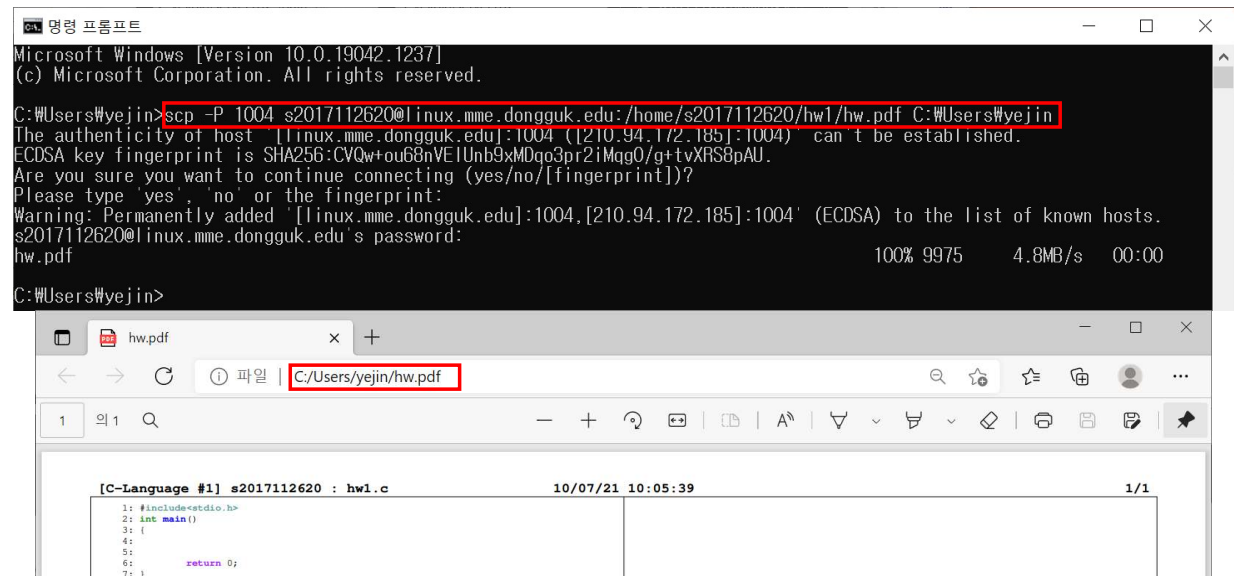 명령 프롬프트
Microsoft Windows [Version 10.0.19042.1237]
(c) Microsoft Corporation. All rights reserved.
C:₩Users₩yejin>scp -P 1004 s2017112620@linux.mme.dongguk.edu:/home/s2017112620/hw1/hw.pdf C:₩Users₩yejin
The authenticity of host '[linux.mme.dongguk.edu]:1004 ([210.94.172.185]:1004)' can't be established.
ECDSA key fingerprint is SHA256:CVQw+ou68nVElUnb9xMDqo3pr2iMqgO/g+tvXRS8pAU.
Are you sure you want to continue connecting (yes/no/[fingerprint])?
Please type 'yes', 'no' or the fingerprint:
Warning: Permanently added '[linux.mme.dongguk.edu]:1004,[210.94.172.185]:1004' (ECDSA) to the list of known hosts.
s2017112620@linux.mme.dongguk.edu's password:
hw.pdf 100% 9975 4.8MB/s 00:00
C:₩Users₩yejin>
hw.pdf
파일 | C:/Users/yejin/hw.pdf
1 의 1
[C-Language #1] s2017112620 : hw1.c 10/07/21 10:05:39 1/1
1: #include<stdio.h>
2: int main()
3: {
4:
5:
6: return 0;
7: }